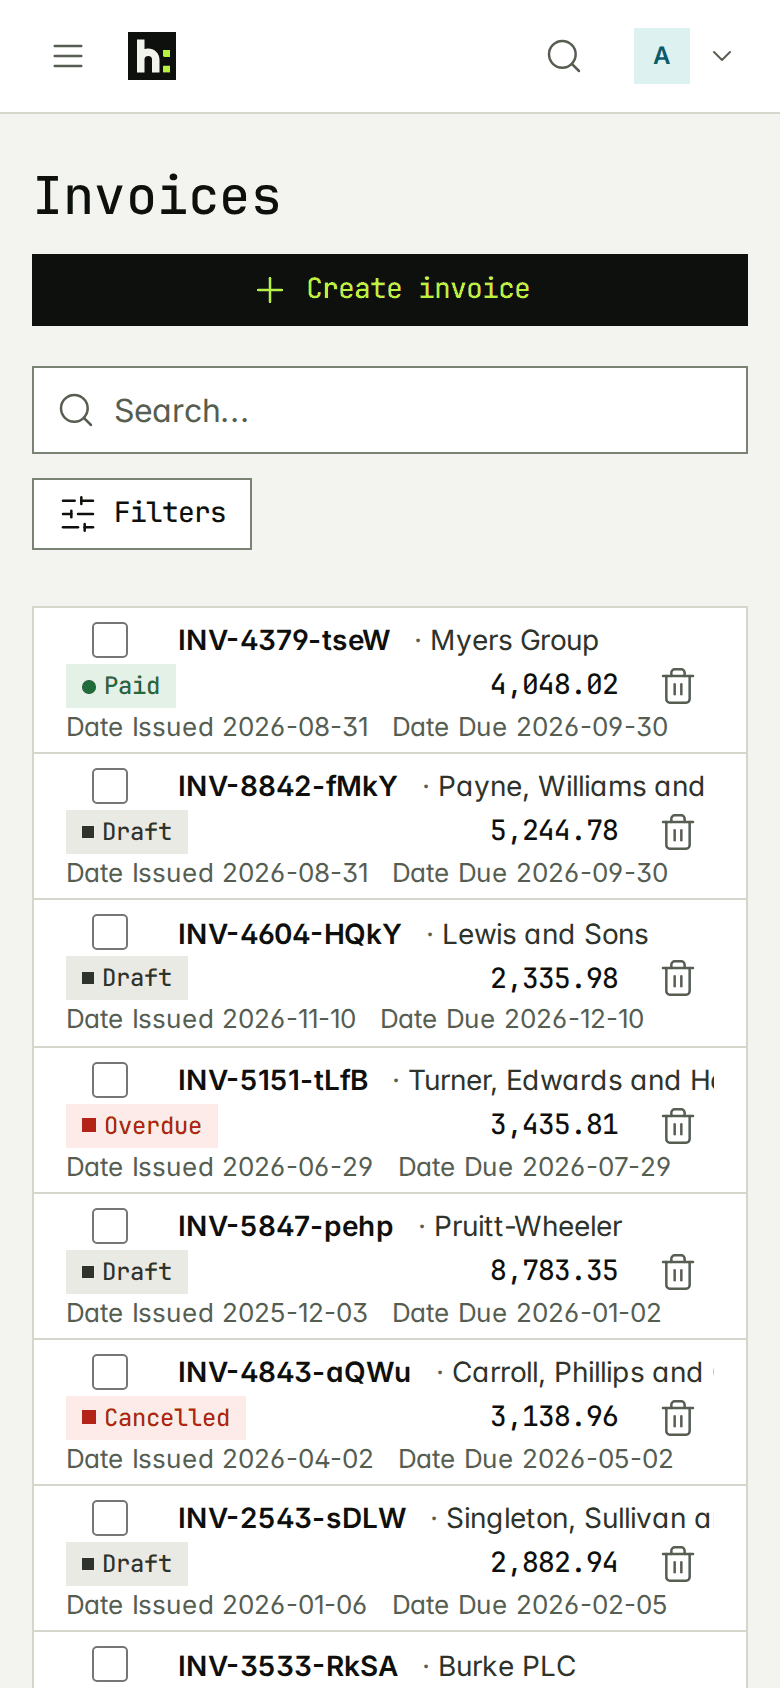 h:
A
Invoices
Create invoice
Search...
Filters
INV-4379-tseW · Myers Group
Paid 4,048.02
Date Issued 2026-08-31 Date Due 2026-09-30
INV-8842-fMkY · Payne, Williams and
Draft 5,244.78
Date Issued 2026-08-31 Date Due 2026-09-30
INV-4604-HQkY · Lewis and Sons
Draft 2,335.98
Date Issued 2026-11-10 Date Due 2026-12-10
INV-5151-tLfB · Turner, Edwards and
Overdue 3,435.81
Date Issued 2026-06-29 Date Due 2026-07-29
INV-5847-pehp · Pruitt-Wheeler
Draft 8,783.35
Date Issued 2025-12-03 Date Due 2026-01-02
INV-4843-aQWu · Carroll, Phillips and
Cancelled 3,138.96
Date Issued 2026-04-02 Date Due 2026-05-02
INV-2543-sDLW · Singleton, Sullivan a
Draft 2,882.94
Date Issued 2026-01-06 Date Due 2026-02-05
INV-3533-RkSA · Burke PLC